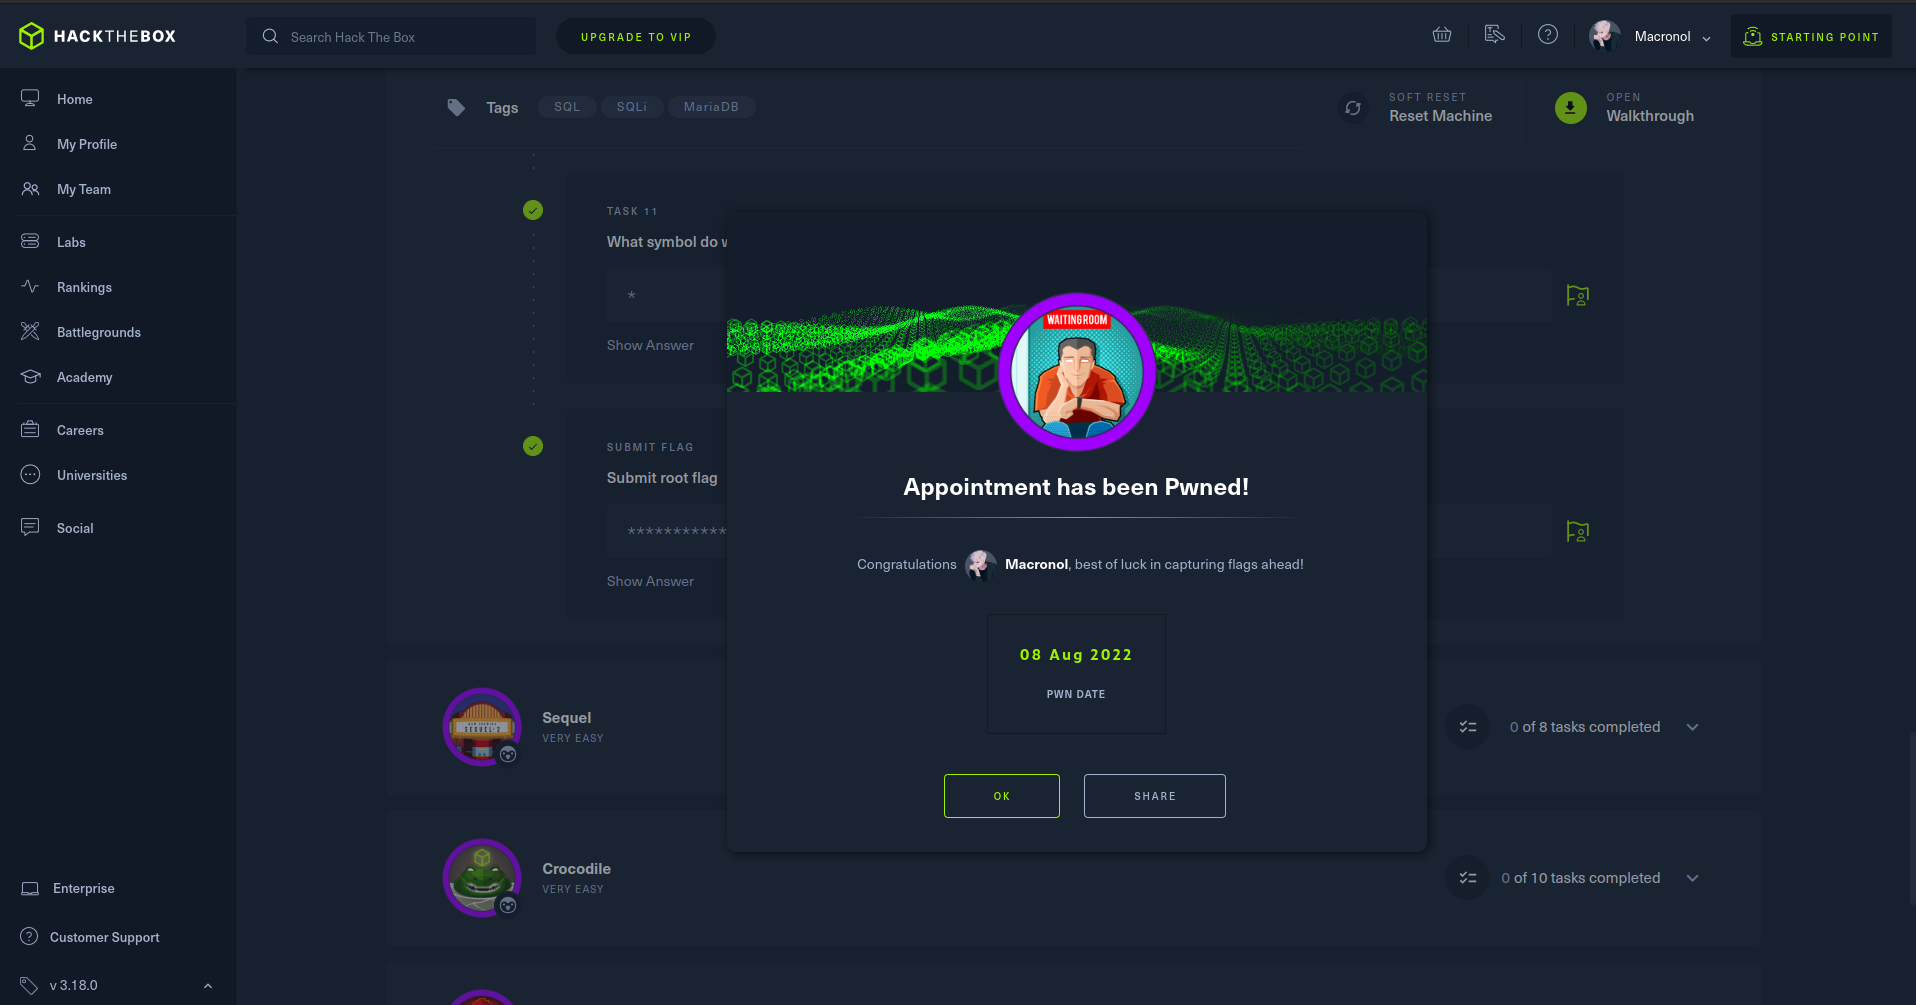 HACKTHEBOX
Search Hack The Box
UPGRADE TO VIP
Macronol
STARTING POINT
Home
My Profile
My Team
Labs
Rankings
Battlegrounds
Academy
Careers
Universities
Social
Enterprise
Customer Support
v 3.18.0
Tags
SQL
SQLi
MariaDB
SOFT RESET
Reset Machine
OPEN
Walkthrough
TASK 11
What symbol do
*
Show Answer
SUBMIT FLAG
Submit root flag
***********
Show Answer
WAITING ROOM
Appointment has been Pwned!
Congratulations Macronol, best of luck in capturing flags ahead!
08 Aug 2022
PWN DATE
OK
SHARE
SEQUEL'S
Sequel
VERY EASY
0 of 8 tasks completed
Crocodile
VERY EASY
0 of 10 tasks completed